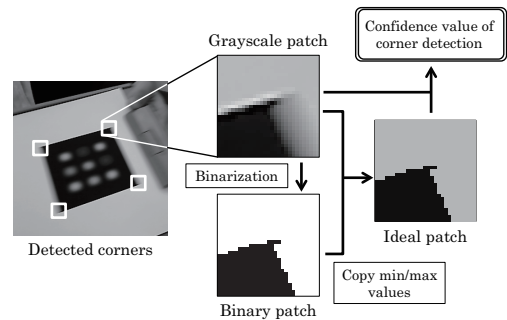 Confidence value of
corner detection
Grayscale patch
Binarization
Detected corners
Ideal patch
Copy min/max
values
Binary patch